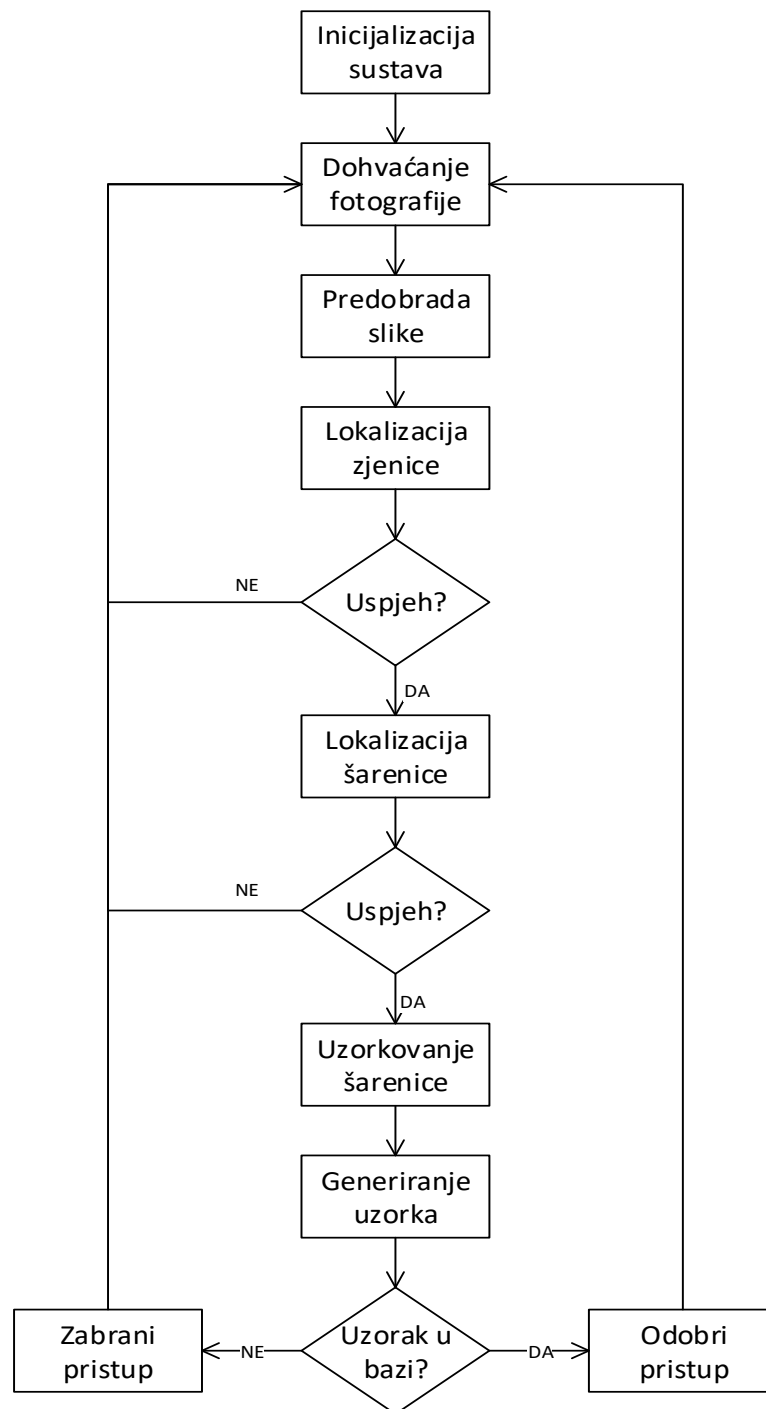 Inicijalizacija
sustava
Dohvaćanje
fotografije
Predobrada
slike
Lokalizacija
zjenice
NE
Uspjeh?
DA
Lokalizacija
šarenice
NE
Uspjeh?
DA
Uzorkovanje
šarenice
Generiranje
uzorka
Zabrani
pristup
NE
Uzorak u
bazi?
DA
Odobri
pristup